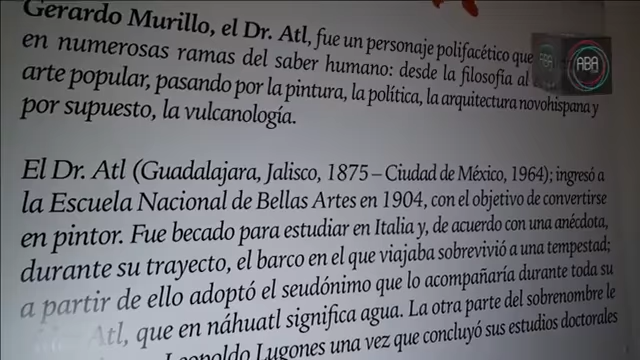 Gerardo Murillo, el Dr. Atl, fue un personaje polifacético que
en numerosas ramas del saber humano: desde la filosofía al
arte popular, pasando por la pintura, la política, la arquitectura novohispana y
por supuesto, la vulcanología.
El Dr. Atl (Guadalajara, Jalisco, 1875 – Ciudad de México, 1964); ingresó a
la Escuela Nacional de Bellas Artes en 1904, con el objetivo de convertirse
en pintor. Fue becado para estudiar en Italia y, de acuerdo con una anécdota,
durante su trayecto, el barco en el que viajaba sobrevivió a una tempestad;
a partir de ello adoptó el seudónimo que lo acompañaría durante toda su
Atl, que en náhuatl significa agua. La otra parte del sobrenombre le
Leopoldo Lugones una vez que concluyó sus estudios doctorales
ABA